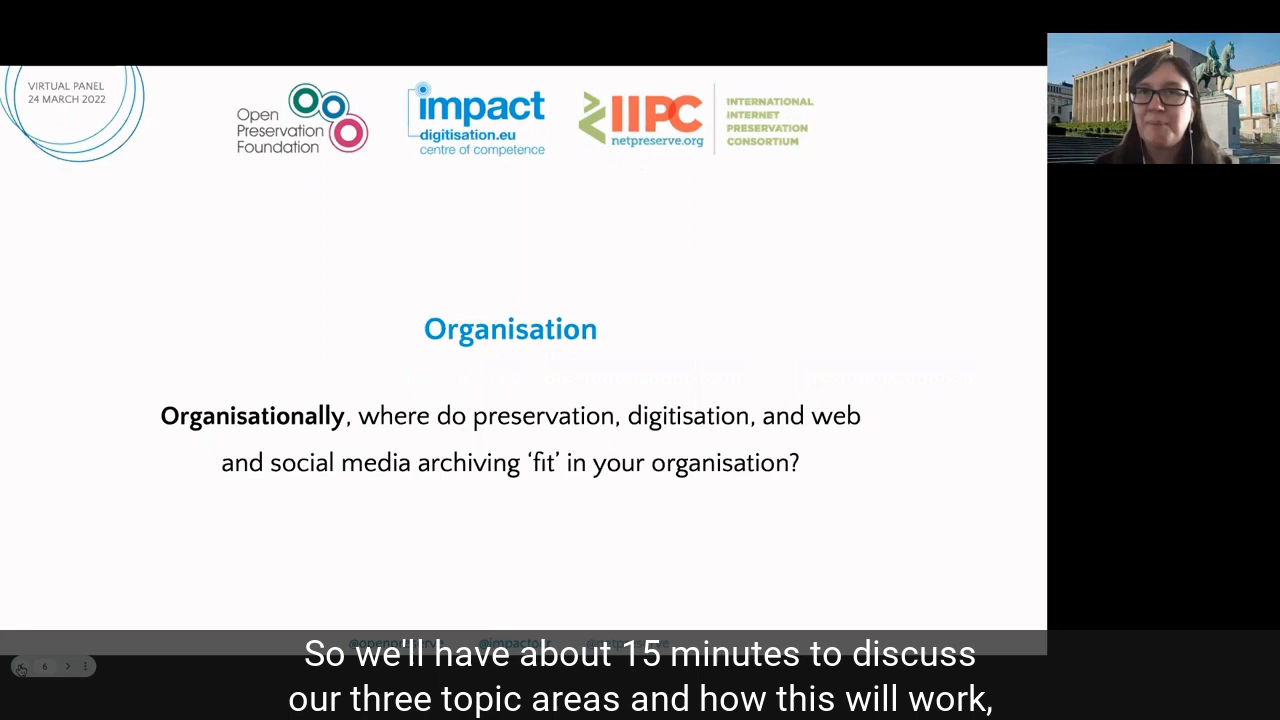 VIRTUAL PANEL
24 MARCH 2022
Open
Preservation
Foundation
impact
digitisation.eu
centre of competence
IIPC
netpreserve.org
INTERNATIONAL
INTERNET
PRESERVATION
CONSORTIUM
Organisation
Organisationally, where do preservation, digitisation, and web
and social media archiving ‘fit’ in your organisation?
So we'll have about 15 minutes to discuss
our three topic areas and how this will work,
6